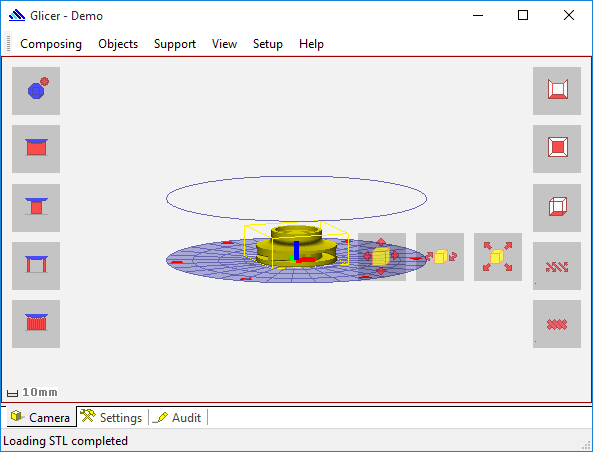 Glicer - Demo
Composing Objects Support View Setup Help
10mm
Camera Settings Audit
Loading STL completed